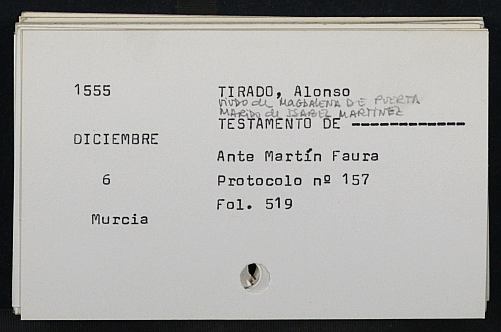 1555
TIRADO, Alonso
VIUDO de MAGDALENA DE PUERTA
MARIDO de ISABEL MARTINEZ
TESTAMENTO DE ------------
DICIEMBRE
Ante Martín Faura
6
Protocolo nº 157
Fol. 519
Murcia